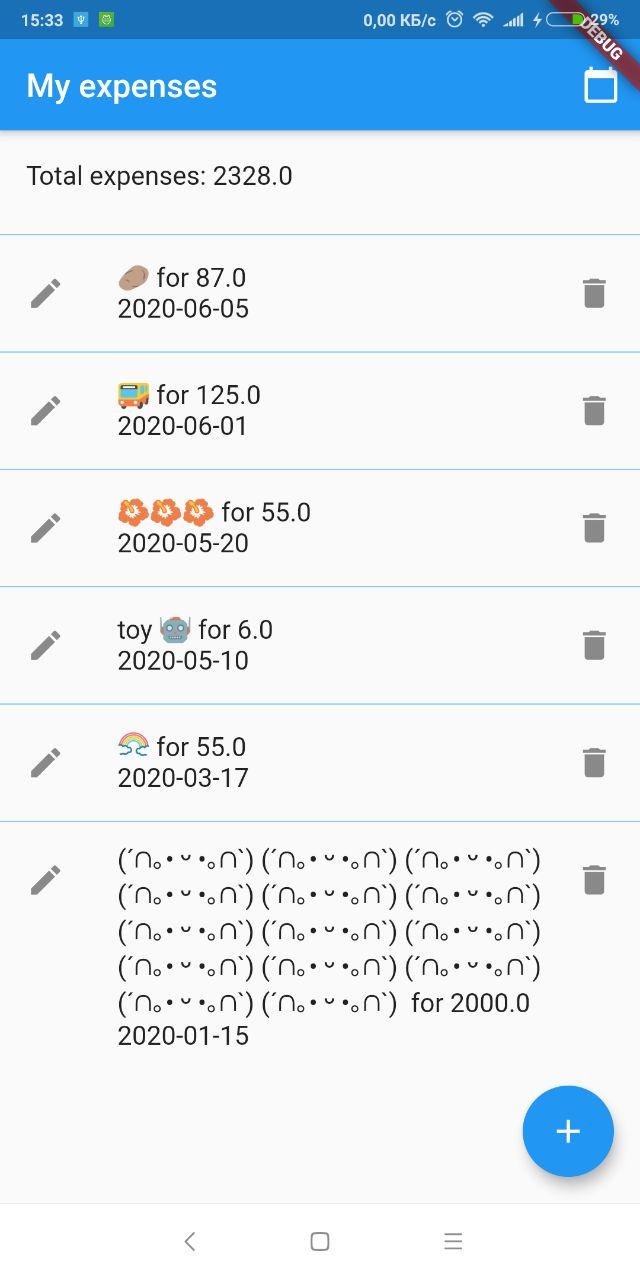 15:33 0,00 КБ/с 29%
DEBUG
My expenses
Total expenses: 2328.0
🥔 for 87.0
2020-06-05
🚌 for 125.0
2020-06-01
🌺🌺🌺 for 55.0
2020-05-20
toy 🤖 for 6.0
2020-05-10
🌈 for 55.0
2020-03-17
(´∩｡• ᵕ •｡∩`) (´∩｡• ᵕ •｡∩`) (´∩｡• ᵕ •｡∩`)
(´∩｡• ᵕ •｡∩`) (´∩｡• ᵕ •｡∩`) (´∩｡• ᵕ •｡∩`)
(´∩｡• ᵕ •｡∩`) (´∩｡• ᵕ •｡∩`) (´∩｡• ᵕ •｡∩`)
(´∩｡• ᵕ •｡∩`) (´∩｡• ᵕ •｡∩`) (´∩｡• ᵕ •｡∩`)
(´∩｡• ᵕ •｡∩`) (´∩｡• ᵕ •｡∩`) for 2000.0
2020-01-15